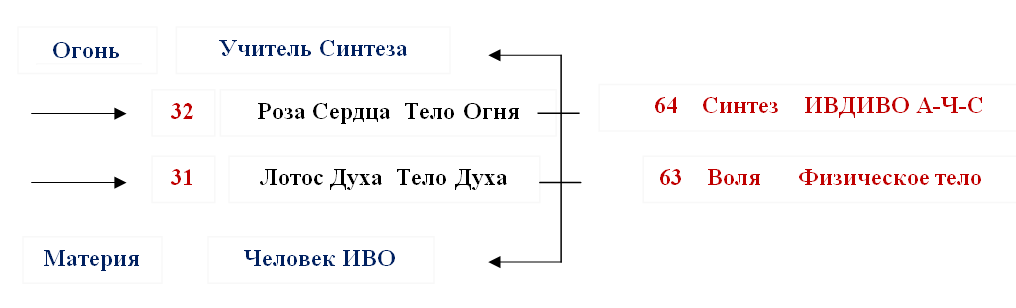 Огонь Учитель Синтеза
32 Роза Сердца Тело Огня 64 Синтез ИВДИВО А-Ч-С
31 Лотос Духа Тело Духа 63 Воля Физическое тело
Материя Человек ИВО